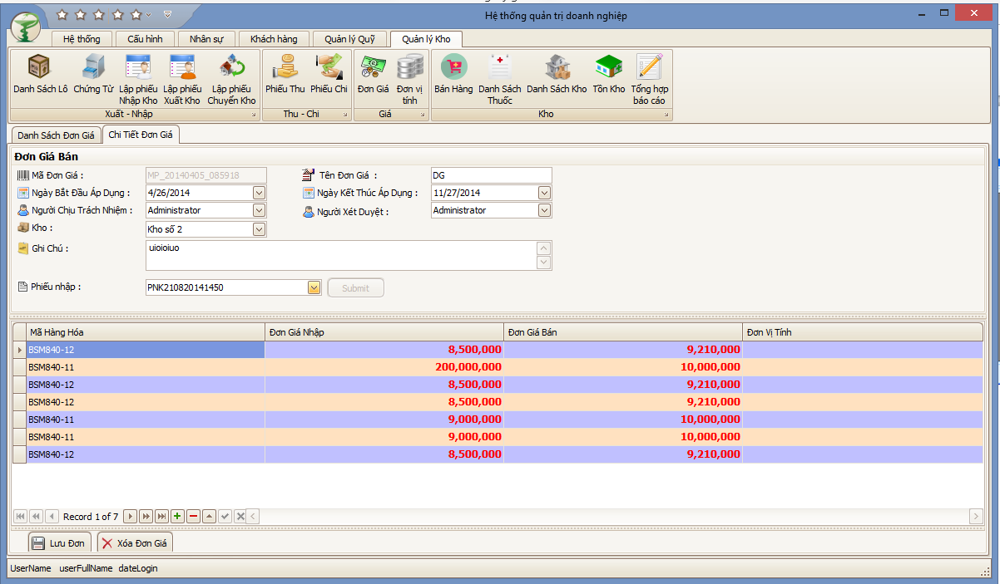 Hệ thống quản trị doanh nghiệp
Hệ thống Cấu hình Nhân sự Khách hàng Quản lý Quỹ Quản lý Kho
Danh Sách Lô Chứng Từ Lập phiếu Nhập Kho Lập phiếu Xuất Kho Lập phiếu Chuyển Kho Phiếu Thu Phiếu Chi Đơn Giá Đơn vị tính Bán Hàng Danh Sách Thuốc Danh Sách Kho Tồn Kho Tổng hợp báo cáo
Xuất - Nhập Thu - Chi Giá Kho
Danh Sách Đơn Giá Chi Tiết Đơn Giá
Đơn Giá Bán
Mã Đơn Giá : MP_20140405_085918 Tên Đơn Giá : DG
Ngày Bắt Đầu Áp Dụng : 4/26/2014 Ngày Kết Thúc Áp Dụng : 11/27/2014
Người Chịu Trách Nhiệm : Administrator Người Xét Duyệt : Administrator
Kho : Kho số 2
Ghi Chú : uioioiuo
Phiếu nhập : PNK210820141450 Submit
Mã Hàng Hóa Đơn Giá Nhập Đơn Giá Bán Đơn Vị Tính
BSM840-12 8,500,000 9,210,000
BSM840-11 200,000,000 10,000,000
BSM840-12 8,500,000 9,210,000
BSM840-12 8,500,000 9,210,000
BSM840-11 9,000,000 10,000,000
BSM840-11 9,000,000 10,000,000
BSM840-12 8,500,000 9,210,000
Record 1 of 7
Lưu Đơn Xóa Đơn Giá
UserName userFullName dateLogin